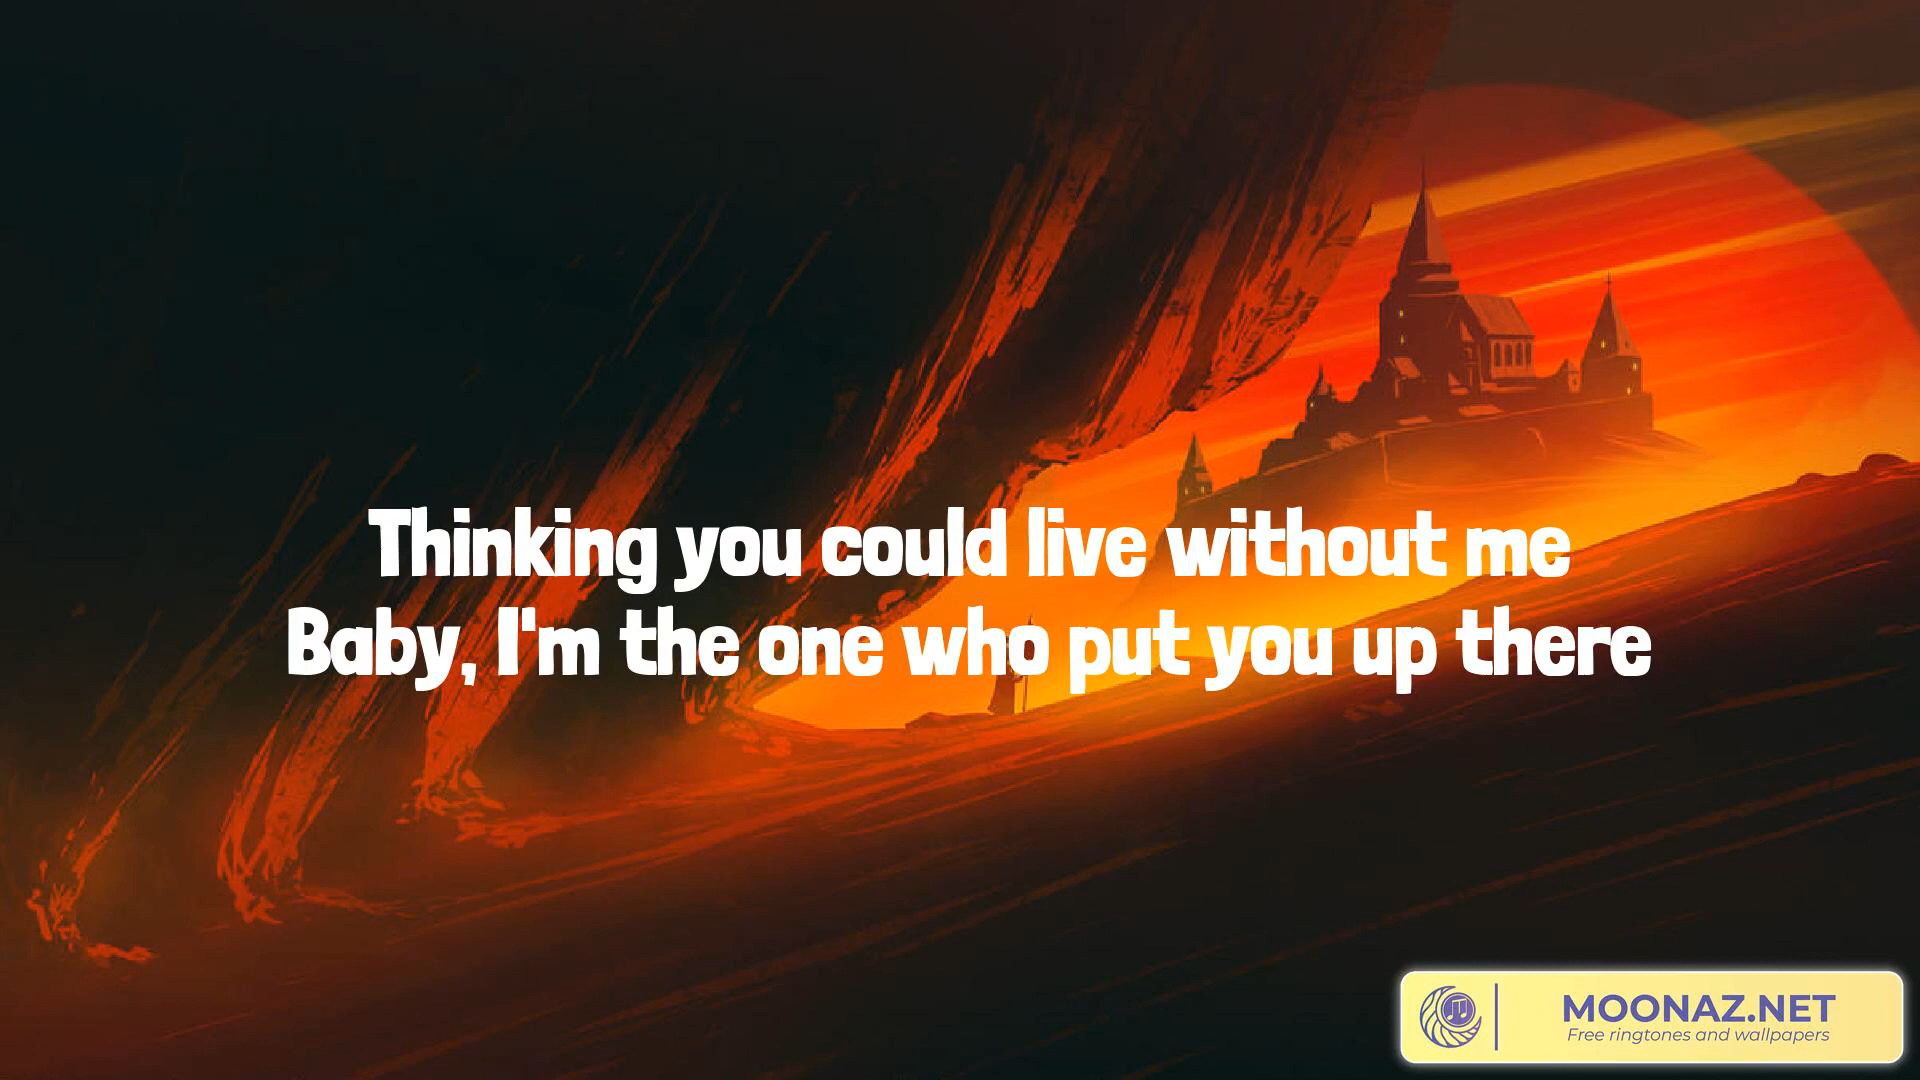 Thinking you could live without me
Baby, I'm the one who put you up there
MOONAZ.NET
Free ringtones and wallpapers